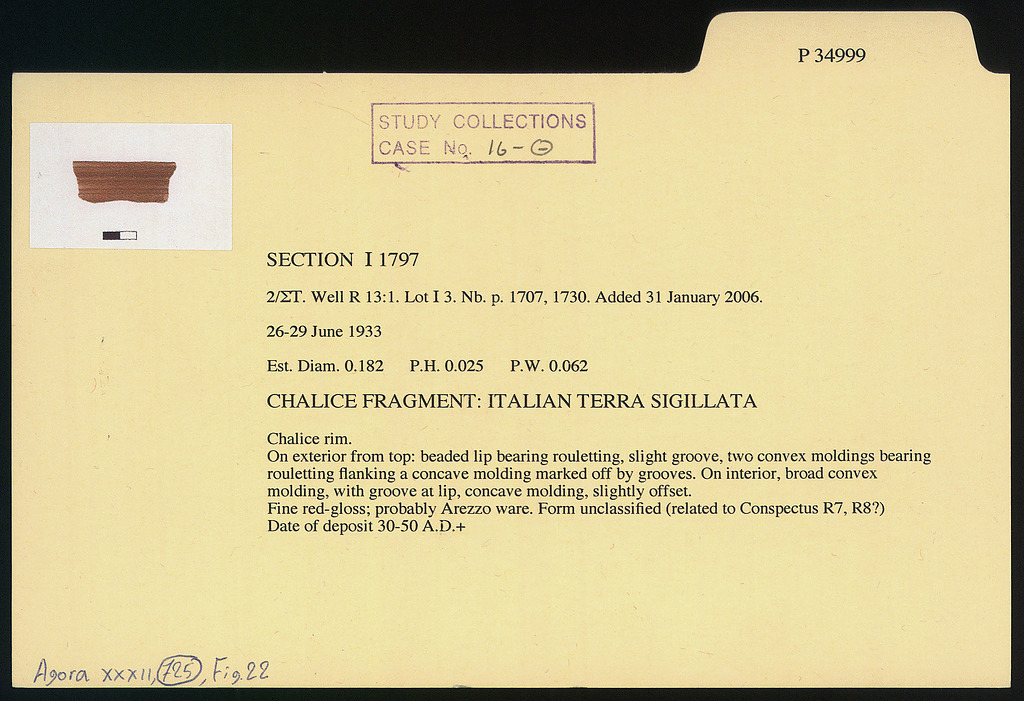 P 34999
STUDY COLLECTIONS
CASE No. 16-⊖
SECTION I 1797
2/ΣΤ. Well R 13:1. Lot I 3. Nb. p. 1707, 1730. Added 31 January 2006.
26-29 June 1933
Est. Diam. 0.182 P.H. 0.025 P.W. 0.062
CHALICE FRAGMENT: ITALIAN TERRA SIGILLATA
Chalice rim.
On exterior from top: beaded lip bearing rouletting, slight groove, two convex moldings bearing
rouletting flanking a concave molding marked off by grooves. On interior, broad convex
molding, with groove at lip, concave molding, slightly offset.
Fine red-gloss; probably Arezzo ware. Form unclassified (related to Conspectus R7, R8?)
Date of deposit 30-50 A.D.+
Agora XXXII, 725, Fig. 22